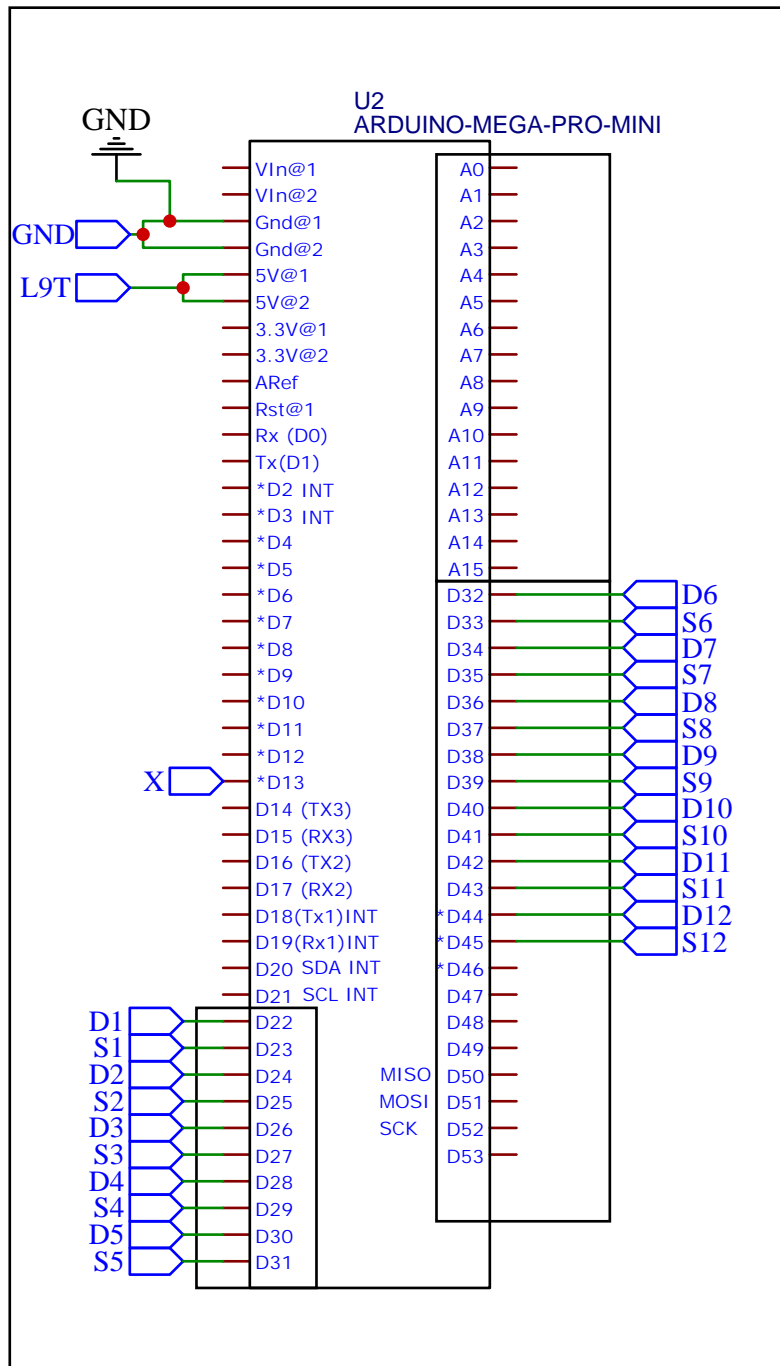 U2
ARDUINO-MEGA-PRO-MINI
GND
GND
L9T
X
D1
S1
D2
S2
D3
S3
D4
S4
D5
S5
VIn@1
VIn@2
Gnd@1
Gnd@2
5V@1
5V@2
3.3V@1
3.3V@2
ARef
Rst@1
Rx (D0)
Tx(D1)
*D2 INT
*D3 INT
*D4
*D5
*D6
*D7
*D8
*D9
*D10
*D11
*D12
*D13
D14 (TX3)
D15 (RX3)
D16 (TX2)
D17 (RX2)
D18(Tx1)INT
D19(Rx1)INT
D20 SDA INT
D21 SCL INT
D22
D23
D24
D25
D26
D27
D28
D29
D30
D31
A0
A1
A2
A3
A4
A5
A6
A7
A8
A9
A10
A11
A12
A13
A14
A15
D32
D33
D34
D35
D36
D37
D38
D39
D40
D41
D42
D43
*D44
*D45
*D46
D47
D48
D49
MISO D50
MOSI D51
SCK D52
D53
D6
S6
D7
S7
D8
S8
D9
S9
D10
S10
D11
S11
D12
S12